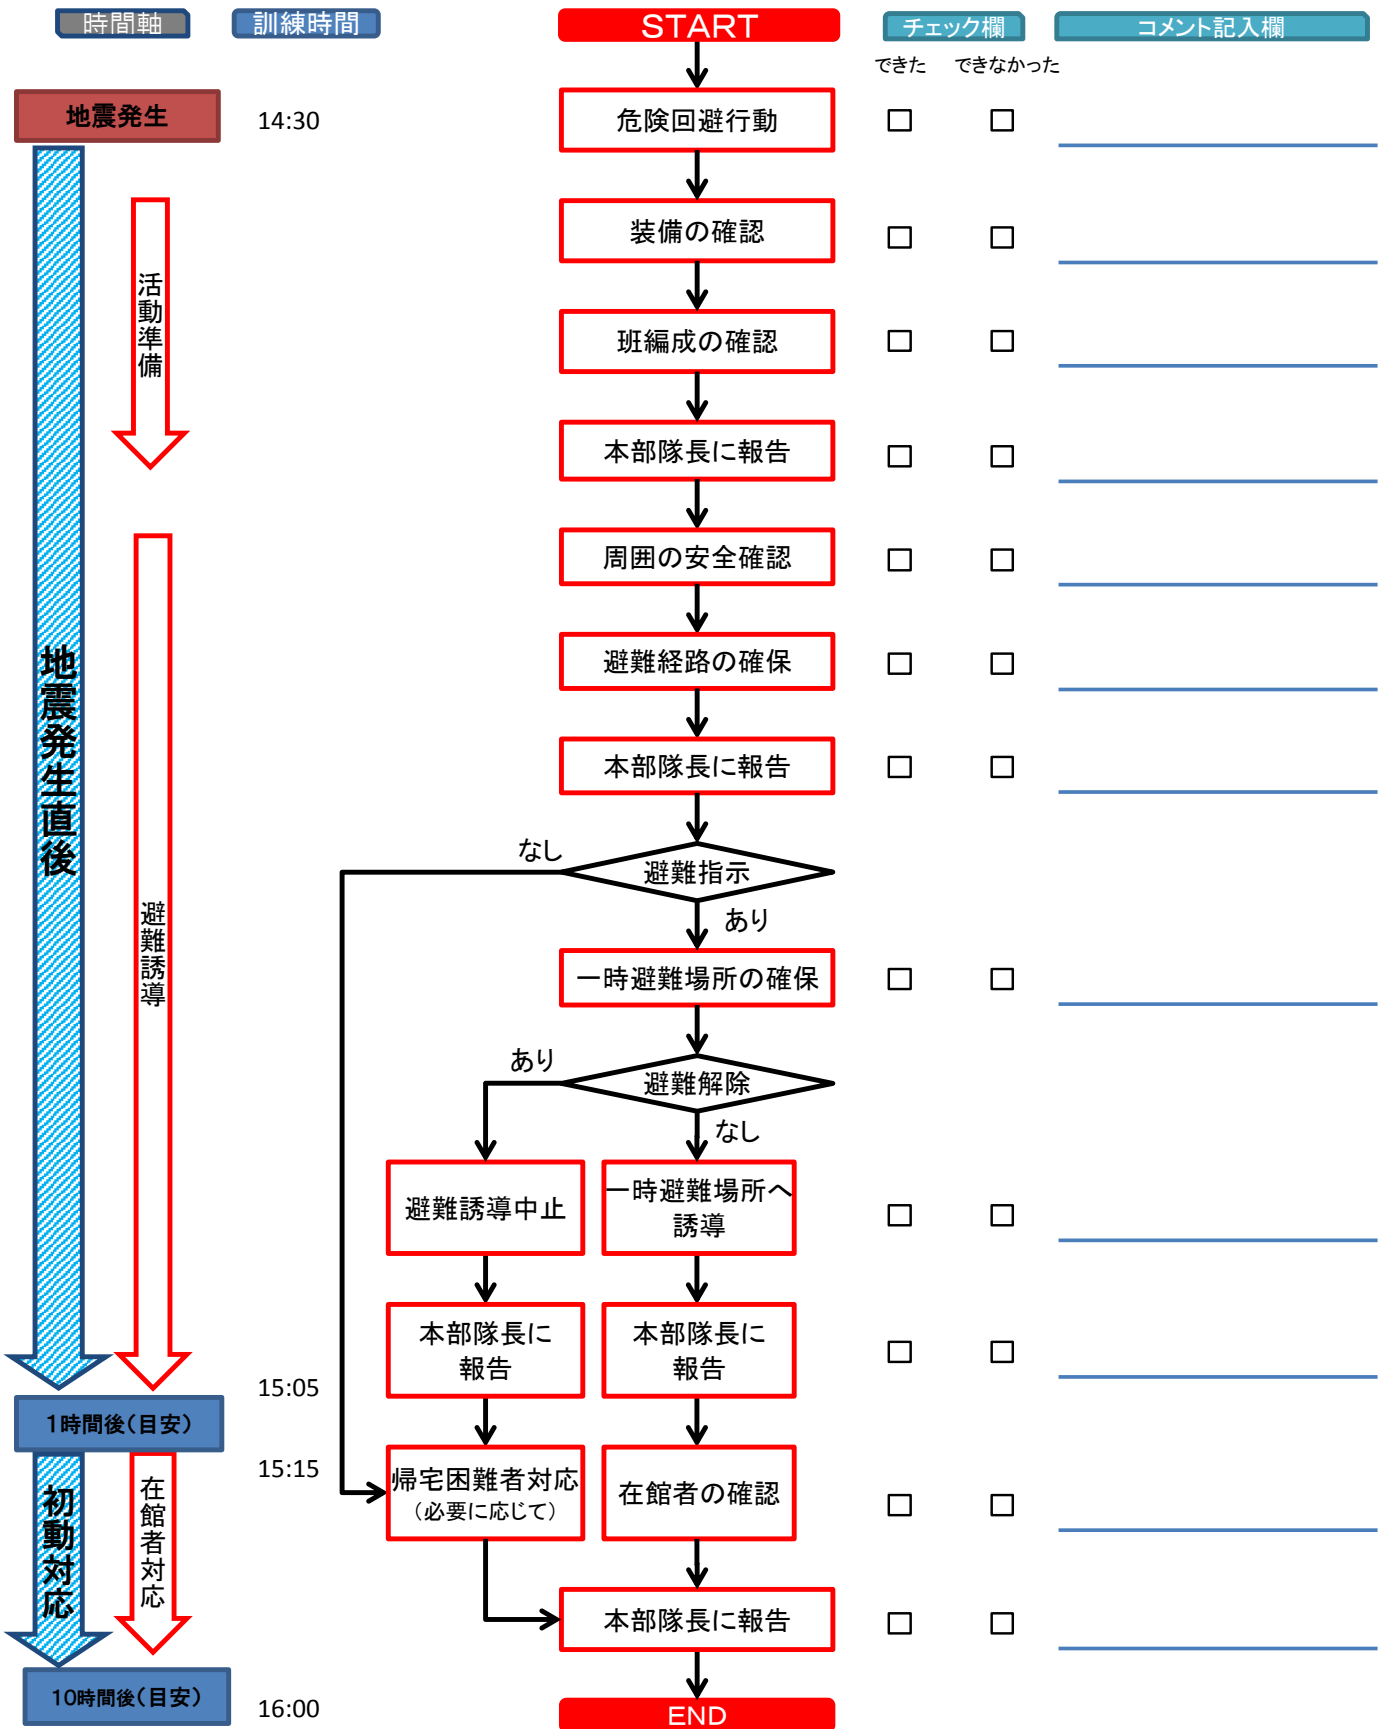 時間軸
訓練時間
START
チェック欄
コメント記入欄
できた
できなかった
地震発生
14:30
危険回避行動
装備の確認
活動準備
班編成の確認
本部隊長に報告
周囲の安全確認
地震発生直後
避難経路の確保
本部隊長に報告
なし
避難指示
あり
避難誘導
一時避難場所の確保
あり
避難解除
なし
避難誘導中止
一時避難場所へ
誘導
本部隊長に
報告
本部隊長に
報告
15:05
1時間後(目安)
15:15
初動対応
在館者対応
帰宅困難者対応
(必要に応じて)
在館者の確認
本部隊長に報告
10時間後(目安)
16:00
END